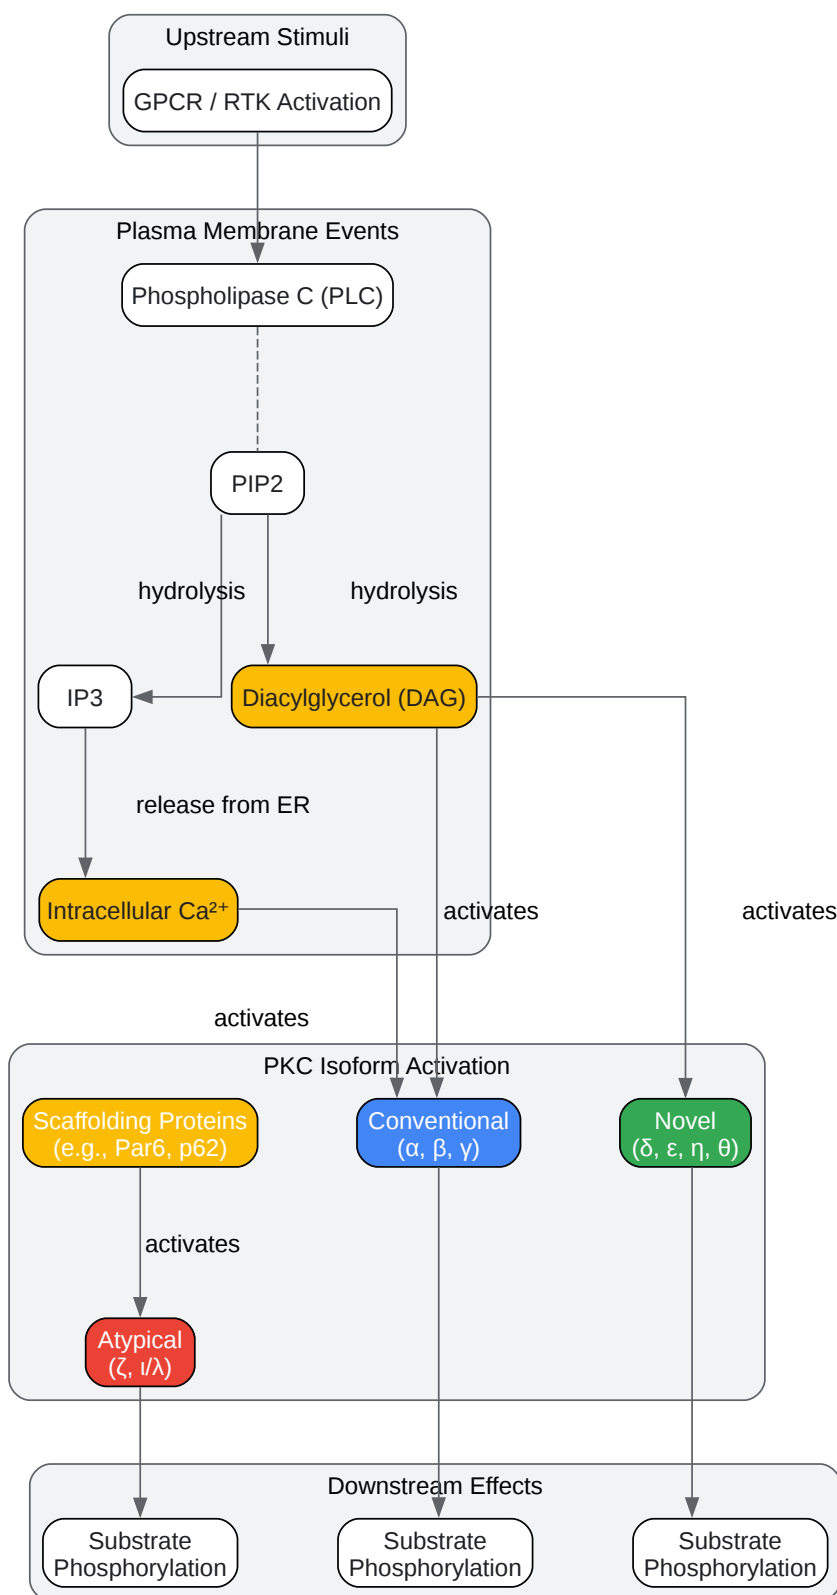 Upstream Stimuli
GPCR / RTK Activation
Plasma Membrane Events
Phospholipase C (PLC)
PIP2
hydrolysis
hydrolysis
IP3
Diacylglycerol (DAG)
release from ER
Intracellular Ca²⁺
activates
activates
activates
PKC Isoform Activation
Scaffolding Proteins
(e.g., Par6, p62)
Conventional
(α, β, γ)
Novel
(δ, ε, η, θ)
activates
Atypical
(ζ, ι/λ)
Downstream Effects
Substrate
Phosphorylation
Substrate
Phosphorylation
Substrate
Phosphorylation